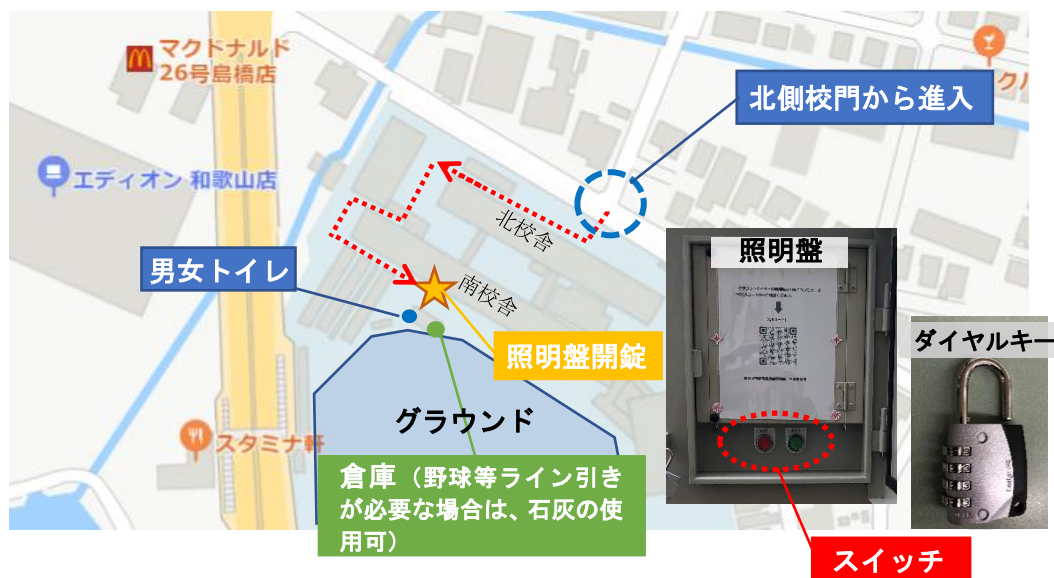 マクドナルド
26号島橋店
北側校門から進入
エディオン 和歌山店
北校舎
男女トイレ
南校舎
照明盤
照明盤開錠
ダイヤルキー
グラウンド
スタミナ軒
倉庫（野球等ライン引き
が必要な場合は、石灰の使
用可）
スイッチ